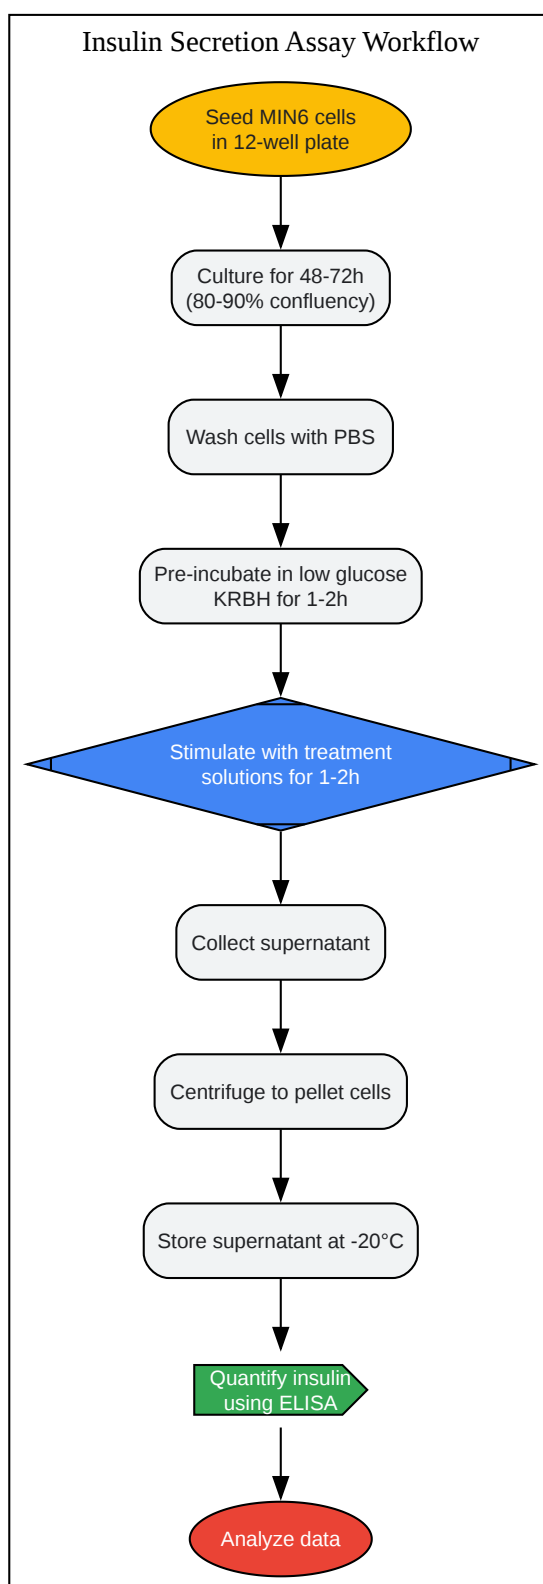 Insulin Secretion Assay Workflow
Seed MIN6 cells
in 12-well plate
Culture for 48-72h
(80-90% confluency)
Wash cells with PBS
Pre-incubate in low glucose
KRBH for 1-2h
Stimulate with treatment
solutions for 1-2h
Collect supernatant
Centrifuge to pellet cells
Store supernatant at -20°C
Quantify insulin
using ELISA
Analyze data